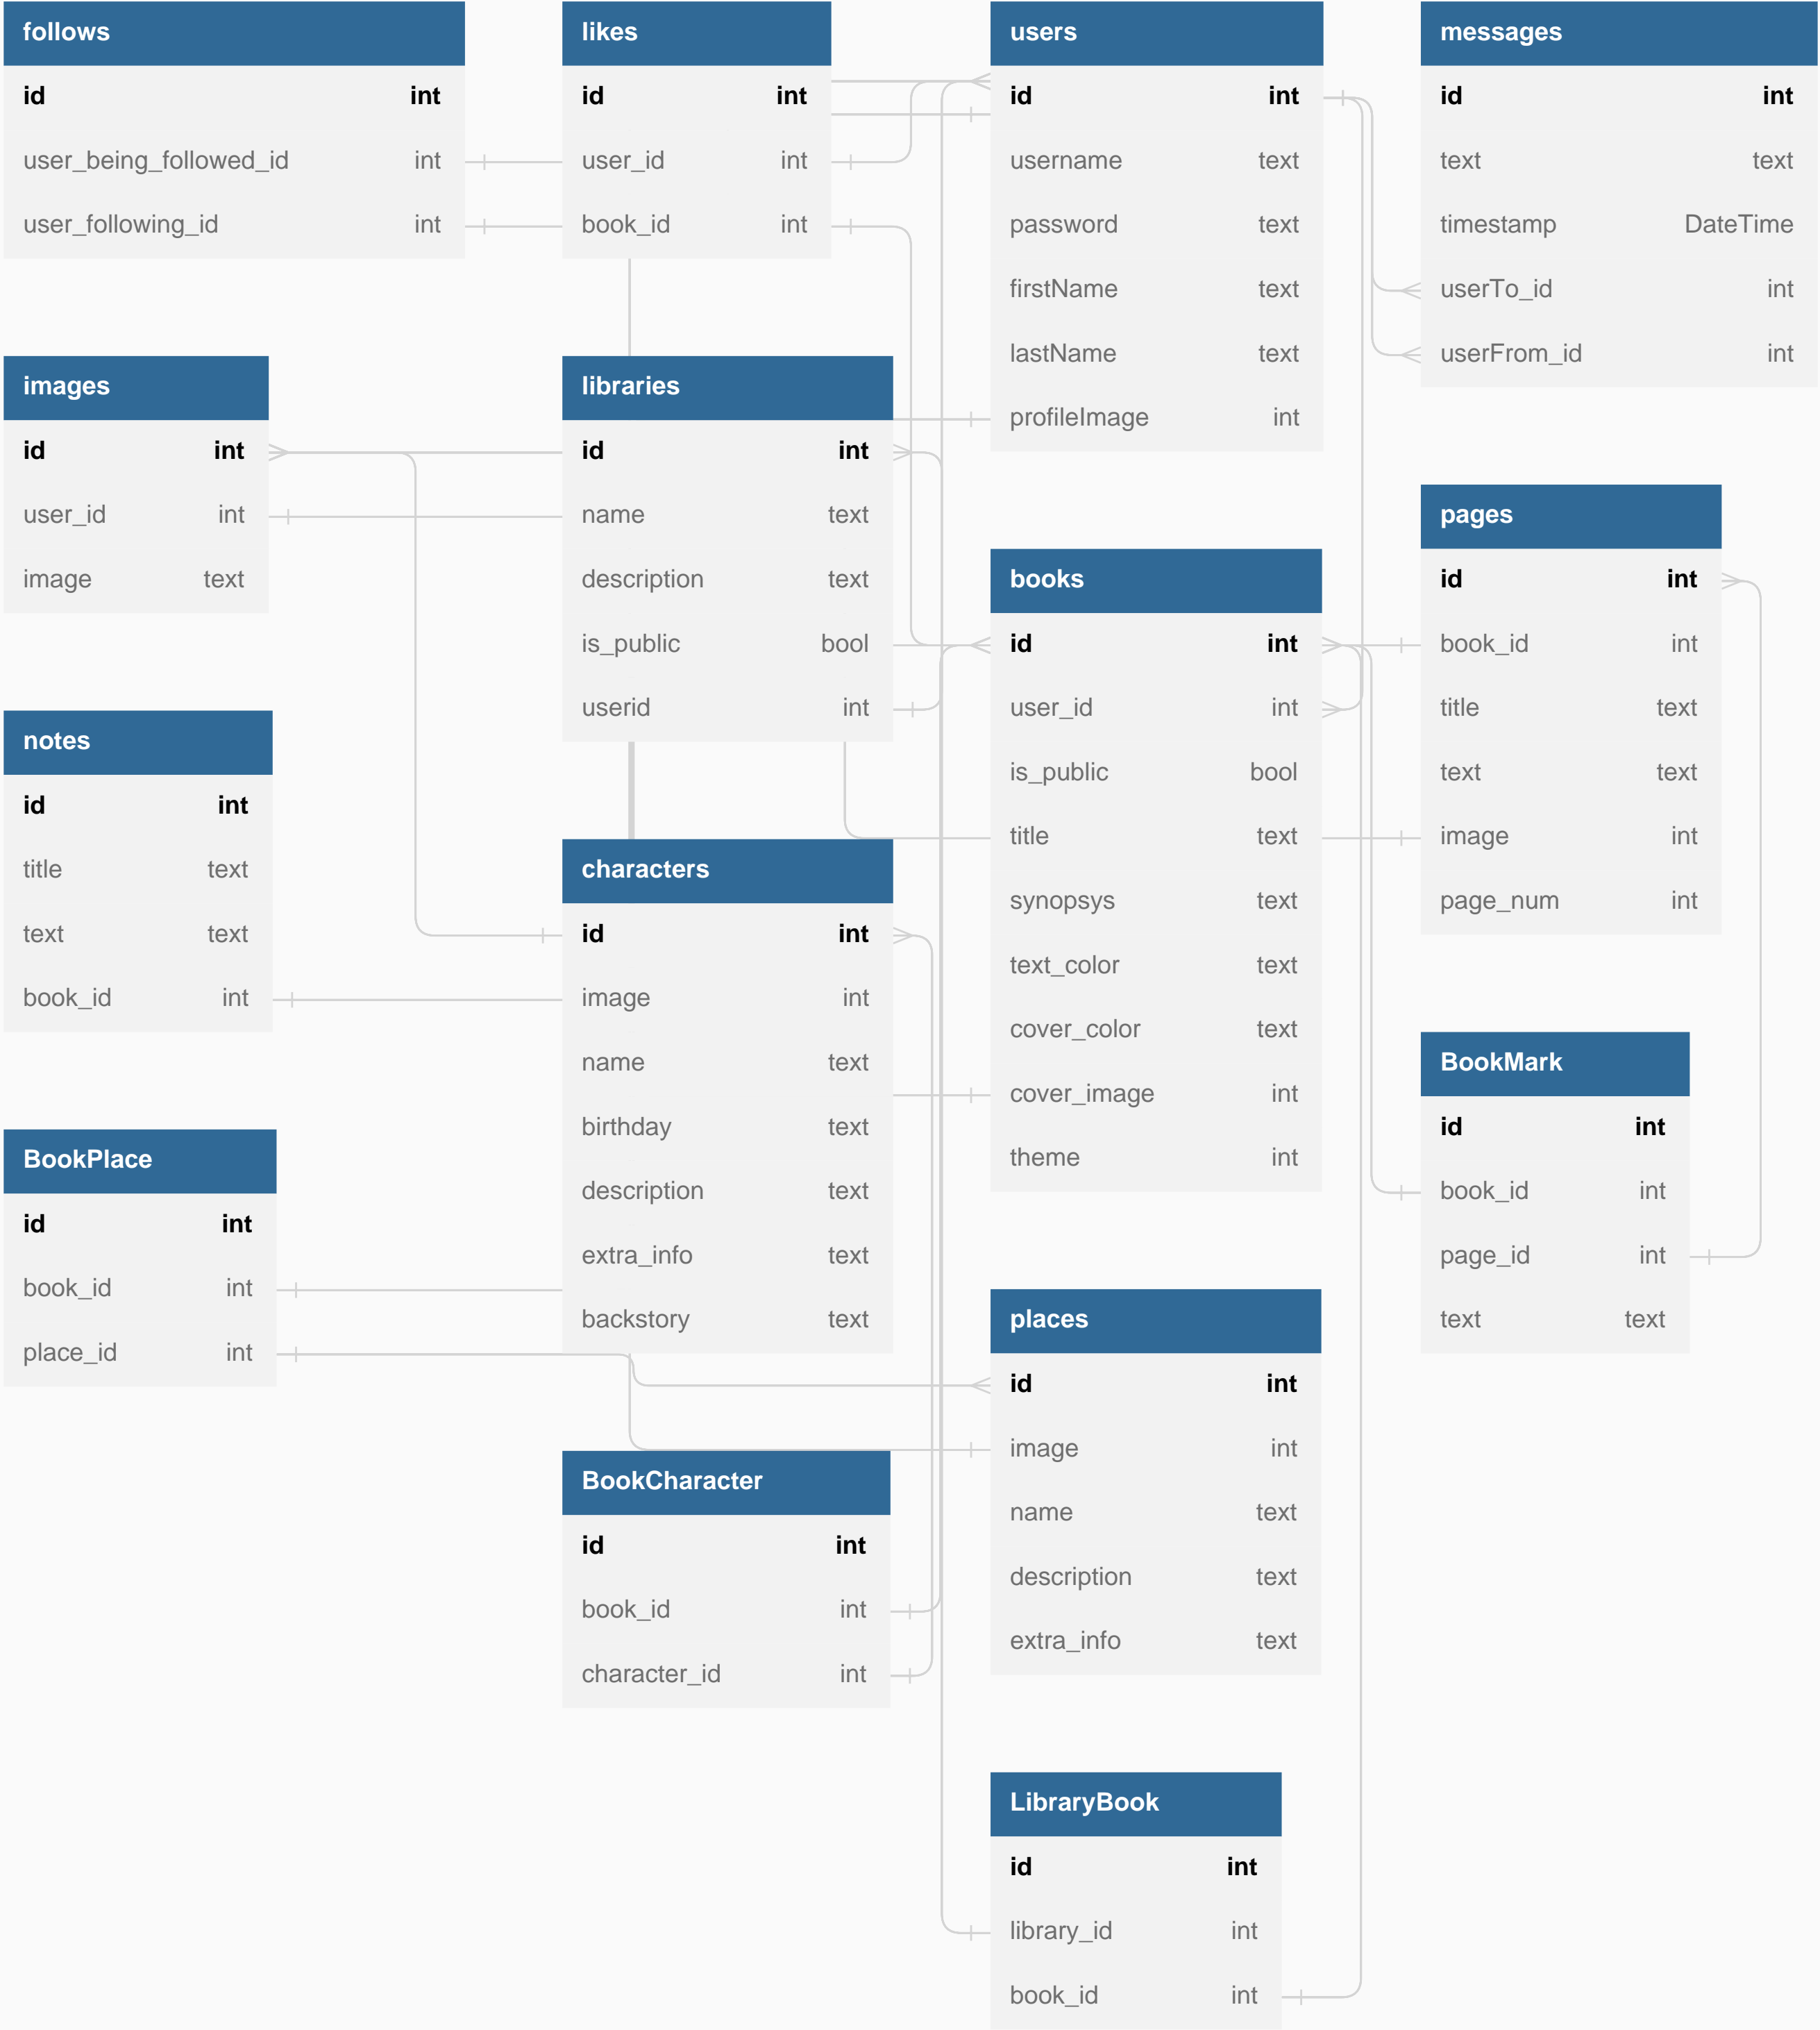 follows
id int
user_being_followed_id int
user_following_id int
likes
id int
user_id int
book_id int
users
id int
username text
password text
firstName text
lastName text
profileImage int
messages
id int
text text
timestamp DateTime
userTo_id int
userFrom_id int
images
id int
user_id int
image text
libraries
id int
name text
description text
is_public bool
userid int
pages
id int
book_id int
title text
text text
image int
page_num int
books
id int
user_id int
is_public bool
title text
synopsys text
text_color text
cover_color text
cover_image int
theme int
notes
id int
title text
text text
book_id int
characters
id int
image int
name text
birthday text
description text
extra_info text
backstory text
BookMark
id int
book_id int
page_id int
text text
BookPlace
id int
book_id int
place_id int
places
id int
image int
name text
description text
extra_info text
BookCharacter
id int
book_id int
character_id int
LibraryBook
id int
library_id int
book_id int